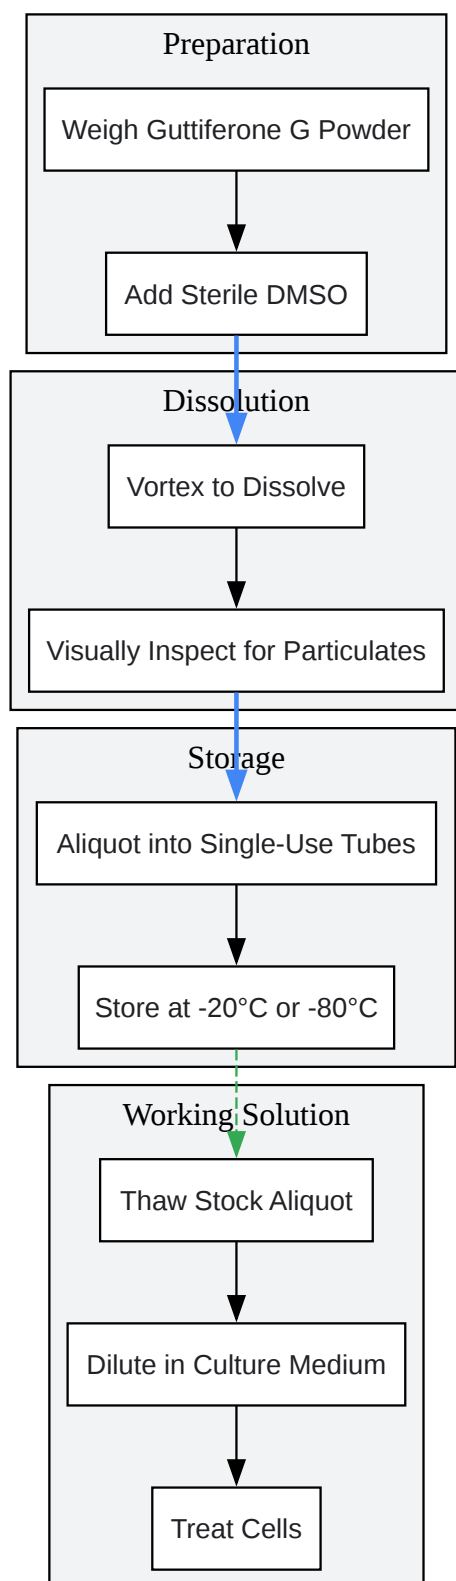 Preparation
Weigh Guttiferone G Powder
Add Sterile DMSO
Dissolution
Vortex to Dissolve
Visually Inspect for Particulates
Storage
Aliquot into Single-Use Tubes
Store at -20°C or -80°C
Working Solution
Thaw Stock Aliquot
Dilute in Culture Medium
Treat Cells